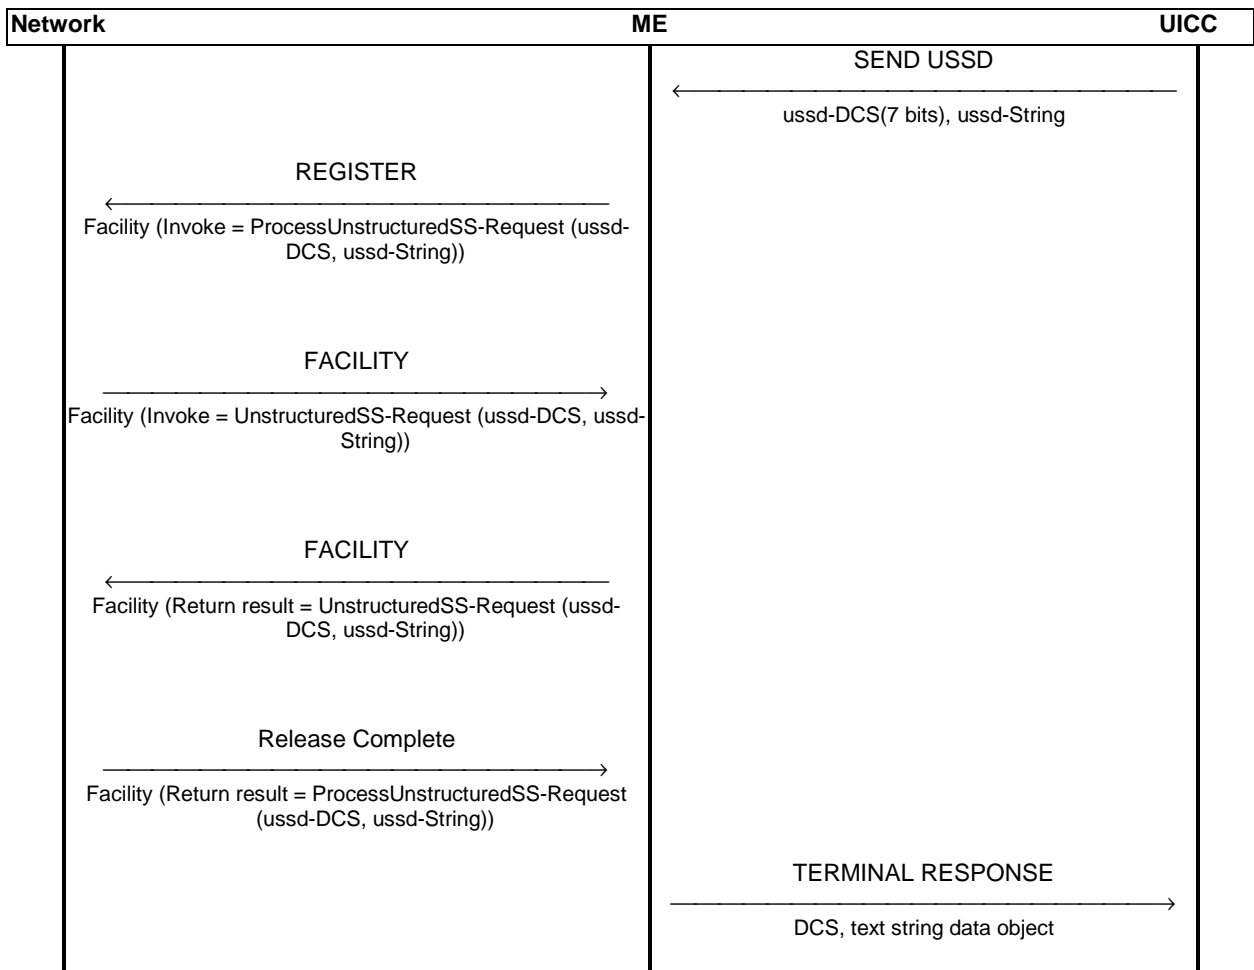 Network ME UICC
SEND USSD
ussd-DCS(7 bits), ussd-String
REGISTER
Facility (Invoke = ProcessUnstructuredSS-Request (ussd-
DCS, ussd-String))
FACILITY
Facility (Invoke = UnstructuredSS-Request (ussd-DCS, ussd-
String))
FACILITY
Facility (Return result = UnstructuredSS-Request (ussd-
DCS, ussd-String))
Release Complete
Facility (Return result = ProcessUnstructuredSS-Request
(ussd-DCS, ussd-String))
TERMINAL RESPONSE
DCS, text string data object